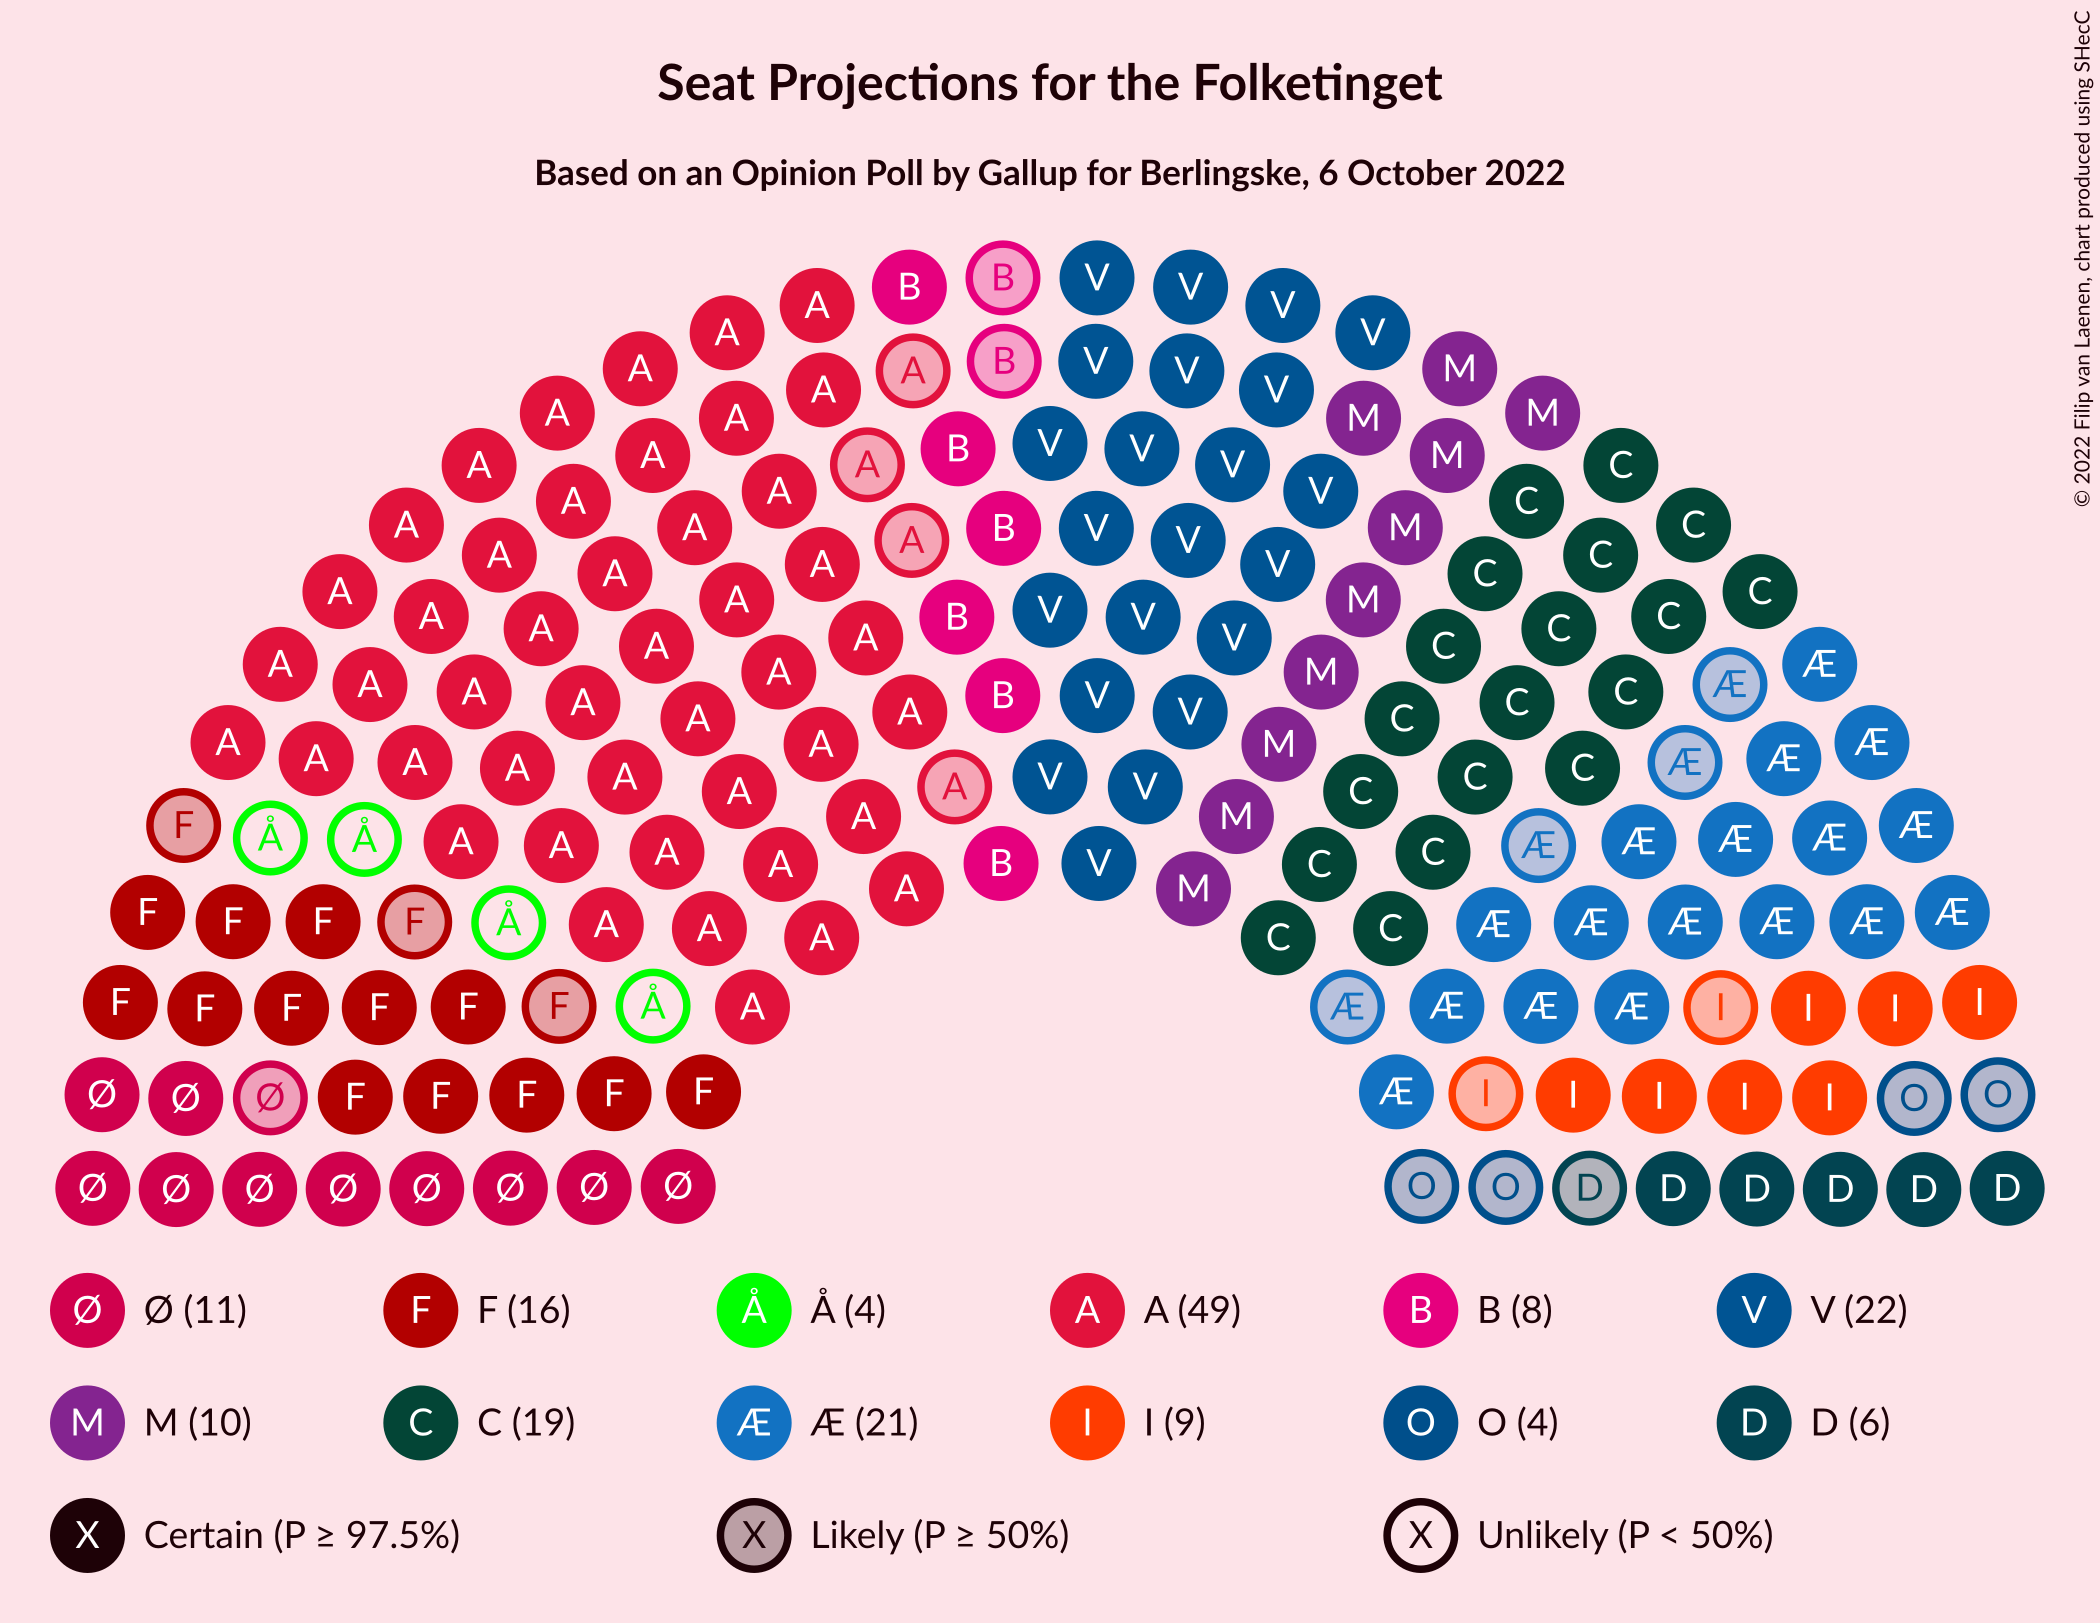 Seat Projections for the Folketinget
Based on an Opinion Poll by Gallup for Berlingske, 6 October 2022
© 2022 Filip van Laenen, chart produced using SHecC
B B V V
A A V V
A A B V V V M
A A A B V V V M M
A A A V M
A A A B V V V M C
A A A A V C
A A A A B V V V M C C
A A A A V C C
A A A A B V V V M C C
A A A A V M C C
A A A A B V V M C C Æ
A A A A A V M C C Æ Æ
A A A A A A V V M C C C Æ Æ Æ
F Å Å A A A A A B V M C C Æ Æ Æ Æ Æ
F F F F Å A A A C C Æ Æ Æ Æ Æ Æ
F F F F F F Å A Æ Æ Æ Æ I I I I
Ø Ø Ø F F F F F Æ I I I I I O O
Ø Ø Ø Ø Ø Ø Ø Ø O O D D D D D D
Ø Ø (11) F F (16) Å Å (4) A A (49) B B (8) V V (22)
M M (10) C C (19) Æ Æ (21) I I (9) O O (4) D D (6)
X Certain (P ≥ 97.5%) X Likely (P ≥ 50%) X Unlikely (P < 50%)